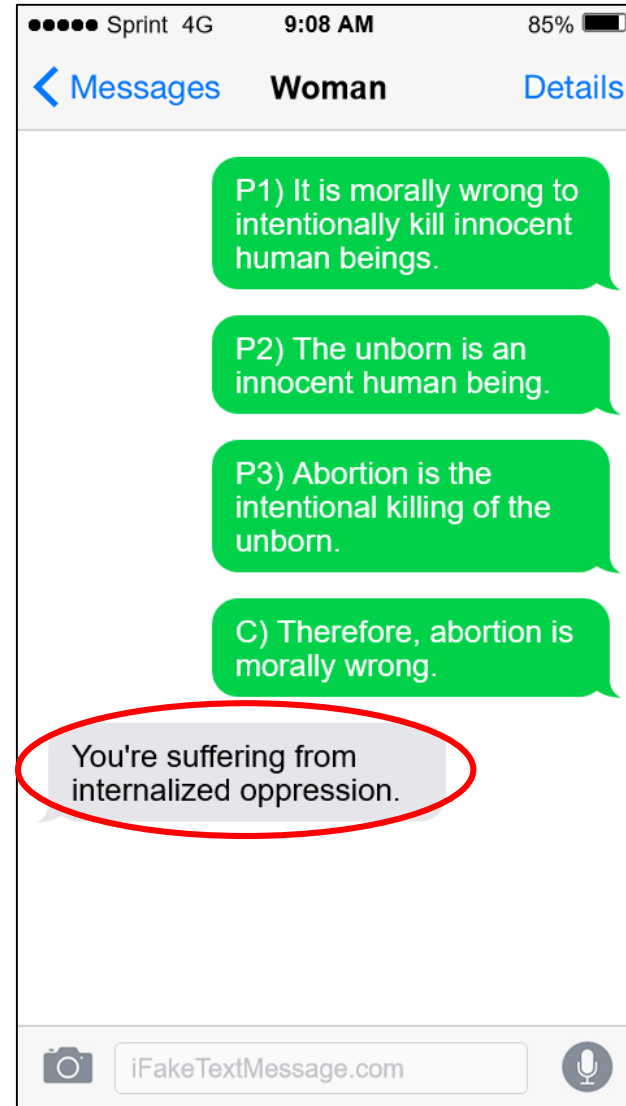 Sprint 4G 9:08 AM 85%
Messages Woman Details
P1) It is morally wrong to
intentionally kill innocent
human beings.
P2) The unborn is an
innocent human being.
P3) Abortion is the
intentional killing of the
unborn.
C) Therefore, abortion is
morally wrong.
You're suffering from
internalized oppression.
iFakeTextMessage.com